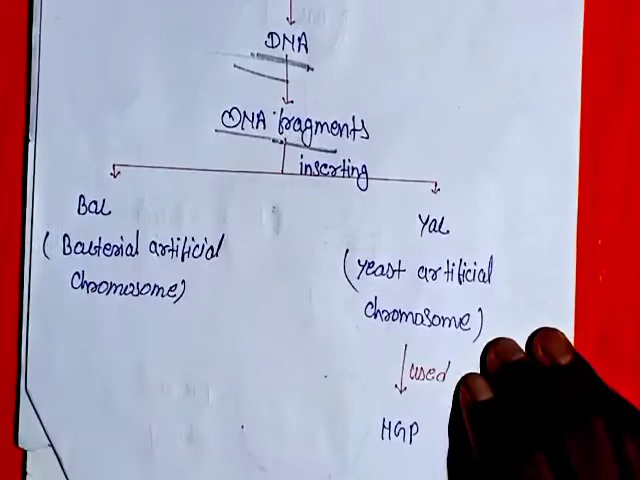 DNA
DNA fragments
inserting
Bac
(Bacterial artificial
chromosome)
Yac
(yeast artificial
chromosome)
used
HGP